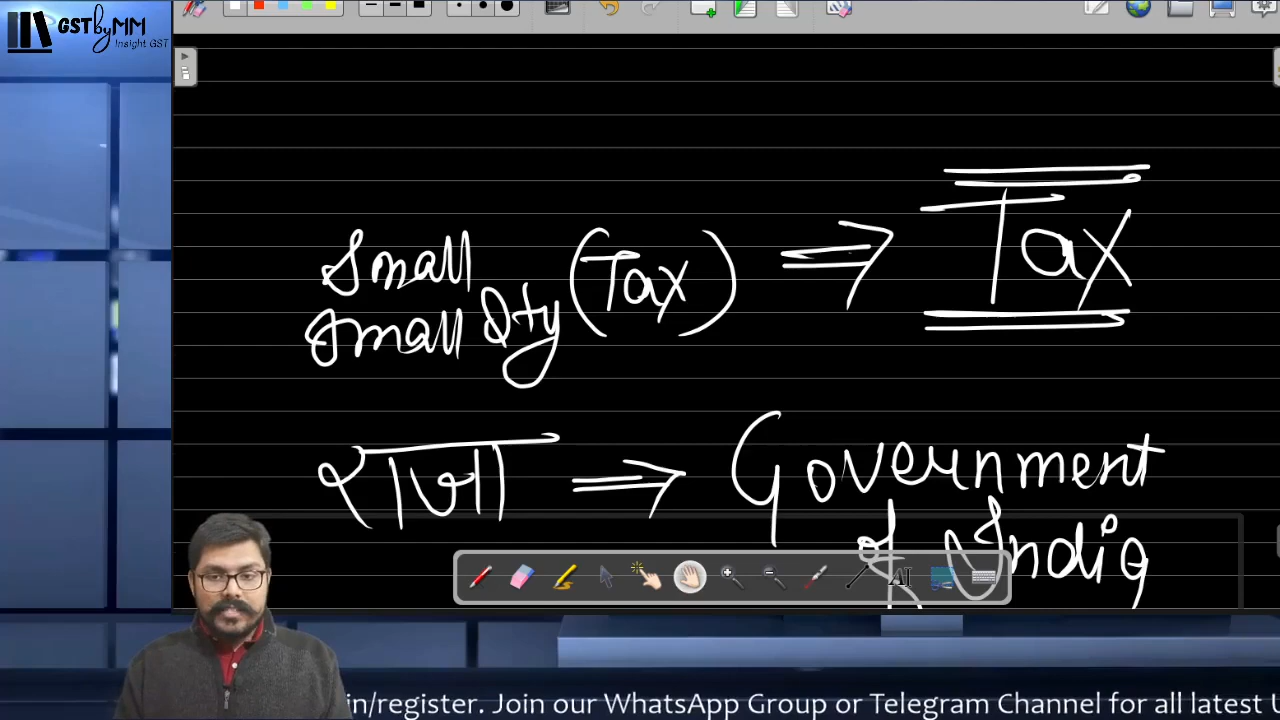 GSTbyMM
Insight GST
Small
Small Qty (Tax) ⇒ Tax
राजा ⇒ Government
of India
AI
in/register. Join our WhatsApp Group or Telegram Channel for all latest U